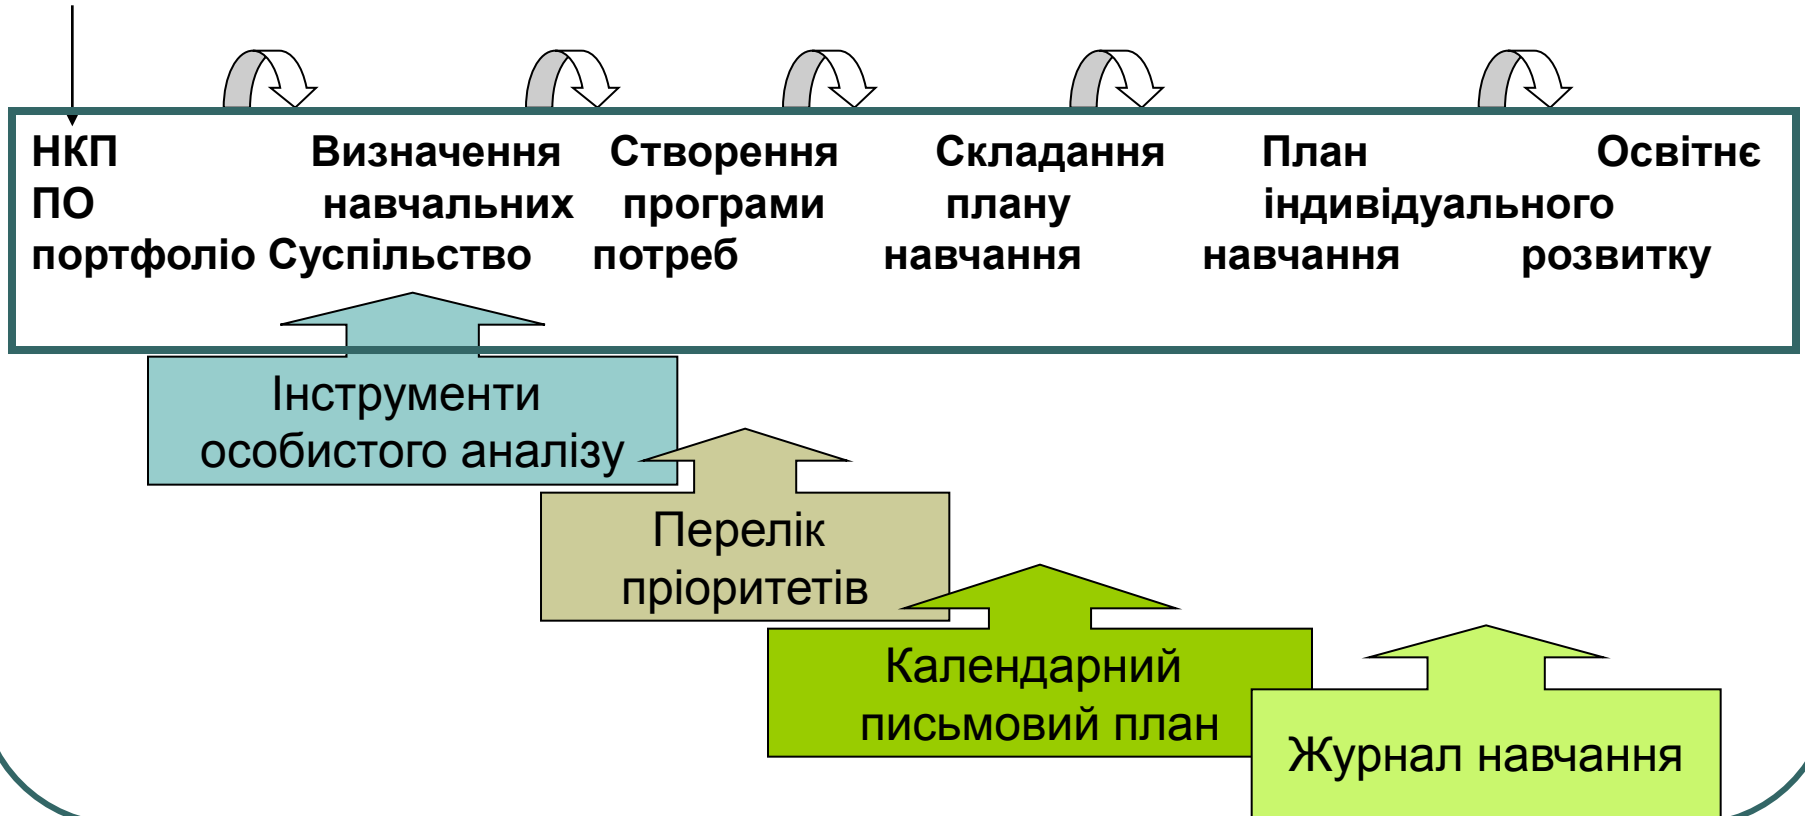 НКП Визначення Створення Складання План Освітнє
ПО навчальних програми плану індивідуального
портфоліо Суспільство потреб навчання навчання розвитку
Інструменти
особистого аналізу
Перелік
пріоритетів
Календарний
письмовий план
Журнал навчання